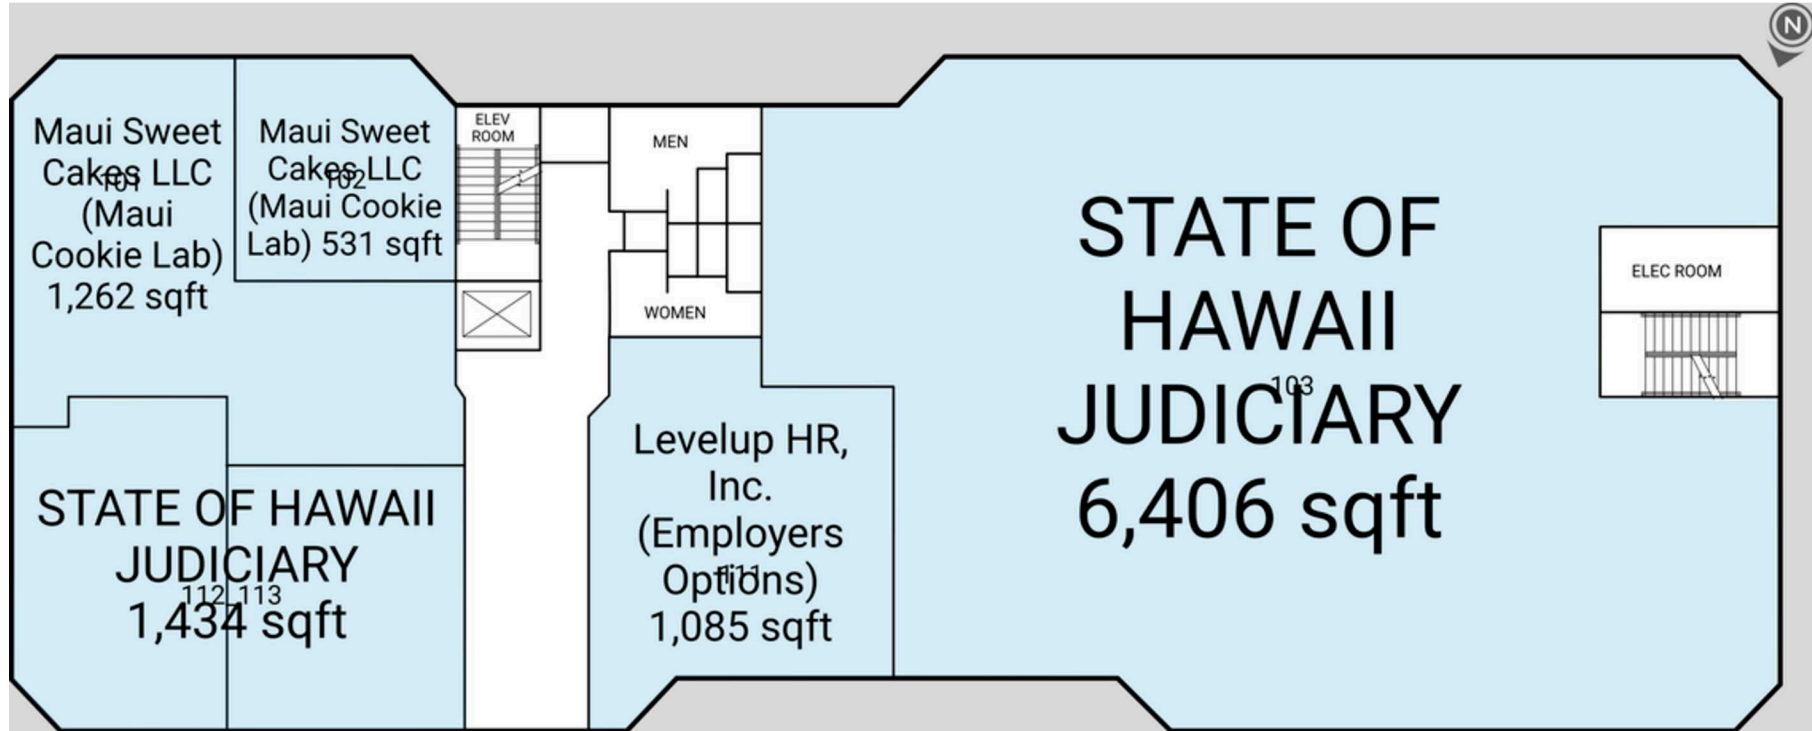 N
Maui Sweet
Cakes LLC
101
(Maui
Cookie Lab)
1,262 sqft
Maui Sweet
Cakes LLC
102
(Maui Cookie
Lab) 531 sqft
ELEV
ROOM
MEN
WOMEN
STATE OF
HAWAII
JUDICIARY
103
6,406 sqft
ELEC ROOM
STATE OF HAWAII
JUDICIARY
112_113
1,434 sqft
Levelup HR,
Inc.
(Employers
Options)
111
1,085 sqft